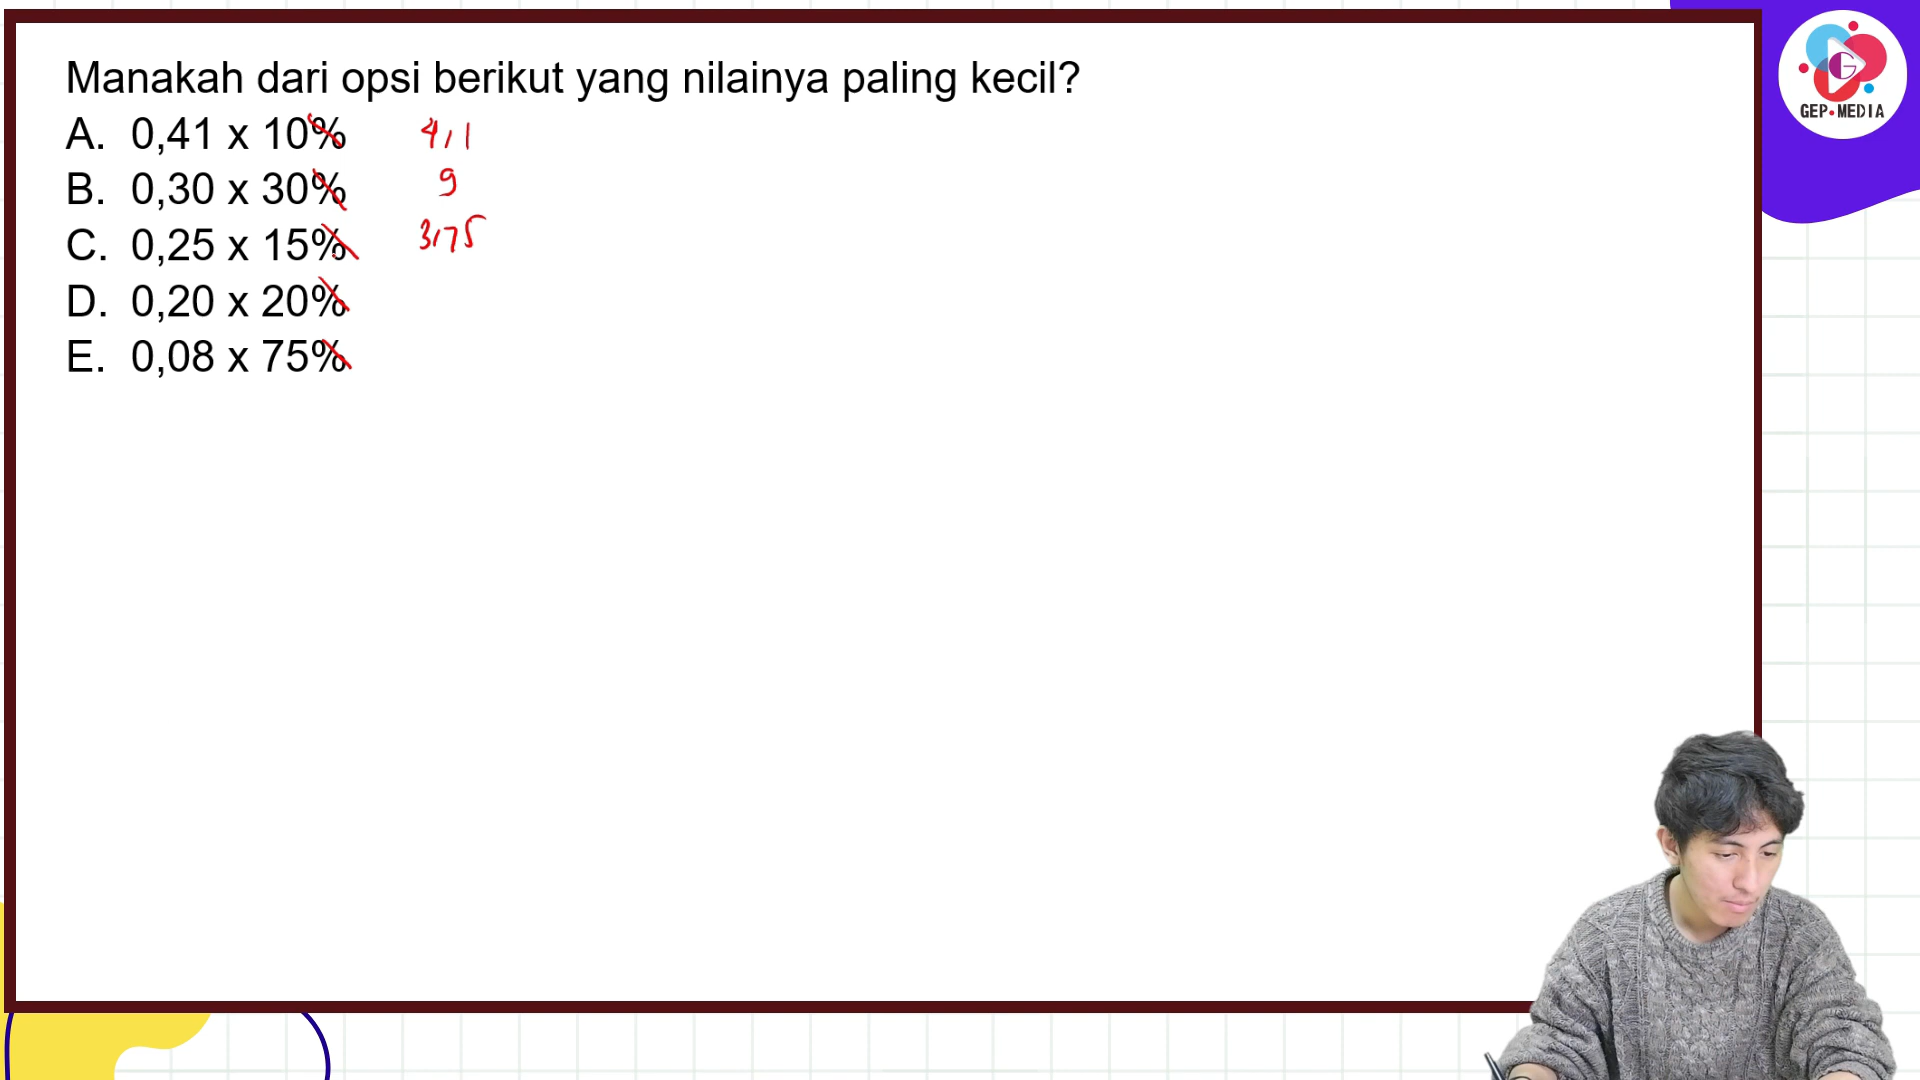 Manakah dari opsi berikut yang nilainya paling kecil?
A. 0,41 x 10% 4,1
B. 0,30 x 30% 9
C. 0,25 x 15% 3,75
D. 0,20 x 20%
E. 0,08 x 75%
G
GEP•MEDIA